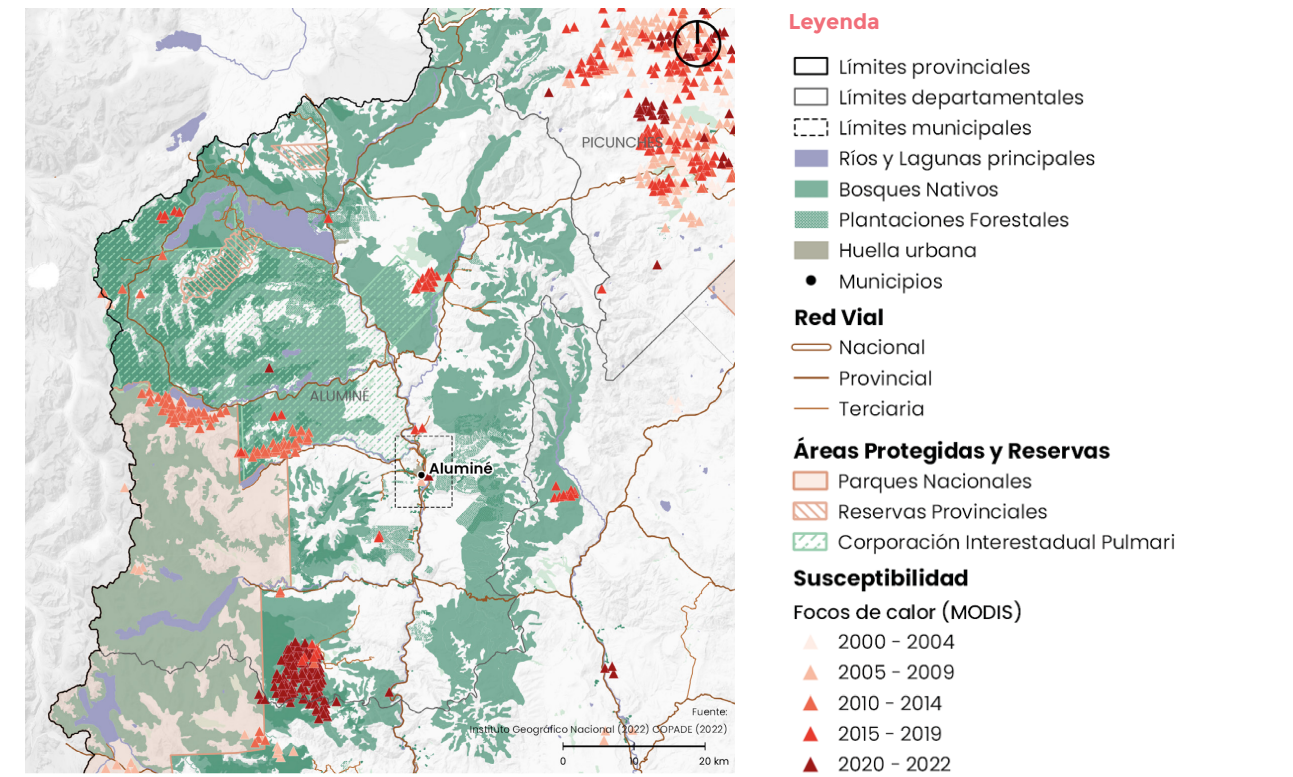 PICUNCHES
ALUMINÉ
Aluminé
Fuente:
Instituto Geográfico Nacional (2022) COPADE (2022)
0 10 20 km
Leyenda
Límites provinciales
Límites departamentales
Límites municipales
Ríos y Lagunas principales
Bosques Nativos
Plantaciones Forestales
Huella urbana
Municipios
Red Vial
Nacional
Provincial
Terciaria
Áreas Protegidas y Reservas
Parques Nacionales
Reservas Provinciales
Corporación Interestadual Pulmari
Susceptibilidad
Focos de calor (MODIS)
2000 - 2004
2005 - 2009
2010 - 2014
2015 - 2019
2020 - 2022